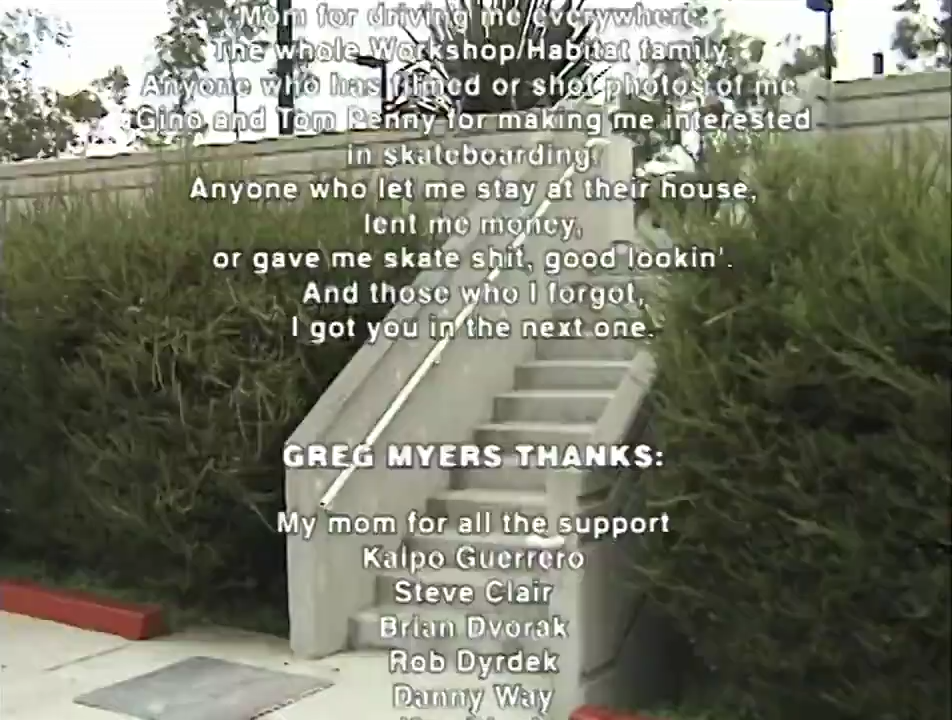 Mom for driving me everywhere
The whole Workshop/Habitat family
Anyone who has filmed or shot photos of me
Gino and Tom Penny for making me interested
in skateboarding
Anyone who let me stay at their house,
lent me money,
or gave me skate shit, good lookin'.
And those who I forgot,
I got you in the next one.
GREG MYERS THANKS:
My mom for all the support
Kalpo Guerrero
Steve Clair
Brian Dvorak
Rob Dyrdek
Danny Way